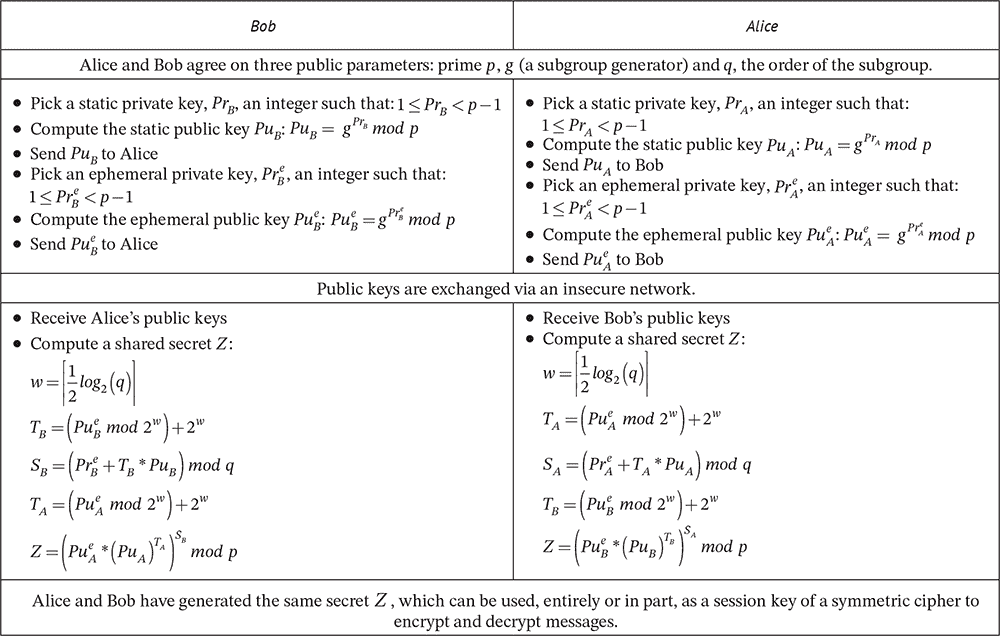 Bob
Alice
Alice and Bob agree on three public parameters: prime p, g (a subgroup generator) and q, the order of the subgroup.
• Pick a static private key, Pr_B, an integer such that: 1 ≤ Pr_B < p − 1
• Compute the static public key Pu_B: Pu_B = g^{Pr_B} mod p
• Send Pu_B to Alice
• Pick an ephemeral private key, Pr_B^e, an integer such that:
1 ≤ Pr_B^e < p − 1
• Compute the ephemeral public key Pu_B^e: Pu_B^e = g^{Pr_B^e} mod p
• Send Pu_B^e to Alice
• Pick a static private key, Pr_A, an integer such that:
1 ≤ Pr_A < p − 1
• Compute the static public key Pu_A: Pu_A = g^{Pr_A} mod p
• Send Pu_A to Bob
• Pick an ephemeral private key, Pr_A^e, an integer such that:
1 ≤ Pr_A^e < p − 1
• Compute the ephemeral public key Pu_A^e: Pu_A^e = g^{Pr_A^e} mod p
• Send Pu_A^e to Bob
Public keys are exchanged via an insecure network.
• Receive Alice’s public keys
• Compute a shared secret Z:
w = ⌈1/2 log_2(q)⌉
T_B = (Pu_B^e mod 2^w) + 2^w
S_B = (Pr_B^e + T_B * Pu_B) mod q
T_A = (Pu_A^e mod 2^w) + 2^w
Z = (Pu_A^e * (Pu_A)^{T_A})^{S_B} mod p
• Receive Bob’s public keys
• Compute a shared secret Z:
w = ⌈1/2 log_2(q)⌉
T_A = (Pu_A^e mod 2^w) + 2^w
S_A = (Pr_A^e + T_A * Pu_A) mod q
T_B = (Pu_B^e mod 2^w) + 2^w
Z = (Pu_B^e * (Pu_B)^{T_B})^{S_A} mod p
Alice and Bob have generated the same secret Z , which can be used, entirely or in part, as a session key of a symmetric cipher to
encrypt and decrypt messages.